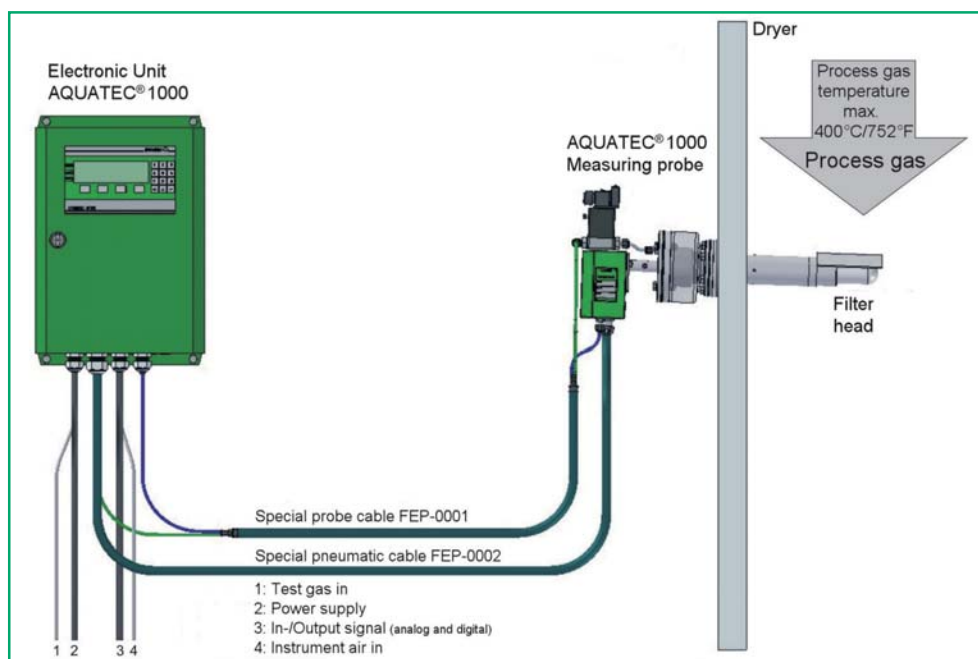 Electronic Unit
AQUATEC® 1000
AQUATEC® 1000
Measuring probe
Dryer
Process gas
temperature
max.
400°C/752°F
Process gas
Filter
head
Special probe cable FEP-0001
Special pneumatic cable FEP-0002
1: Test gas in
2: Power supply
3: In-/Output signal (analog and digital)
4: Instrument air in
1 2 3 4